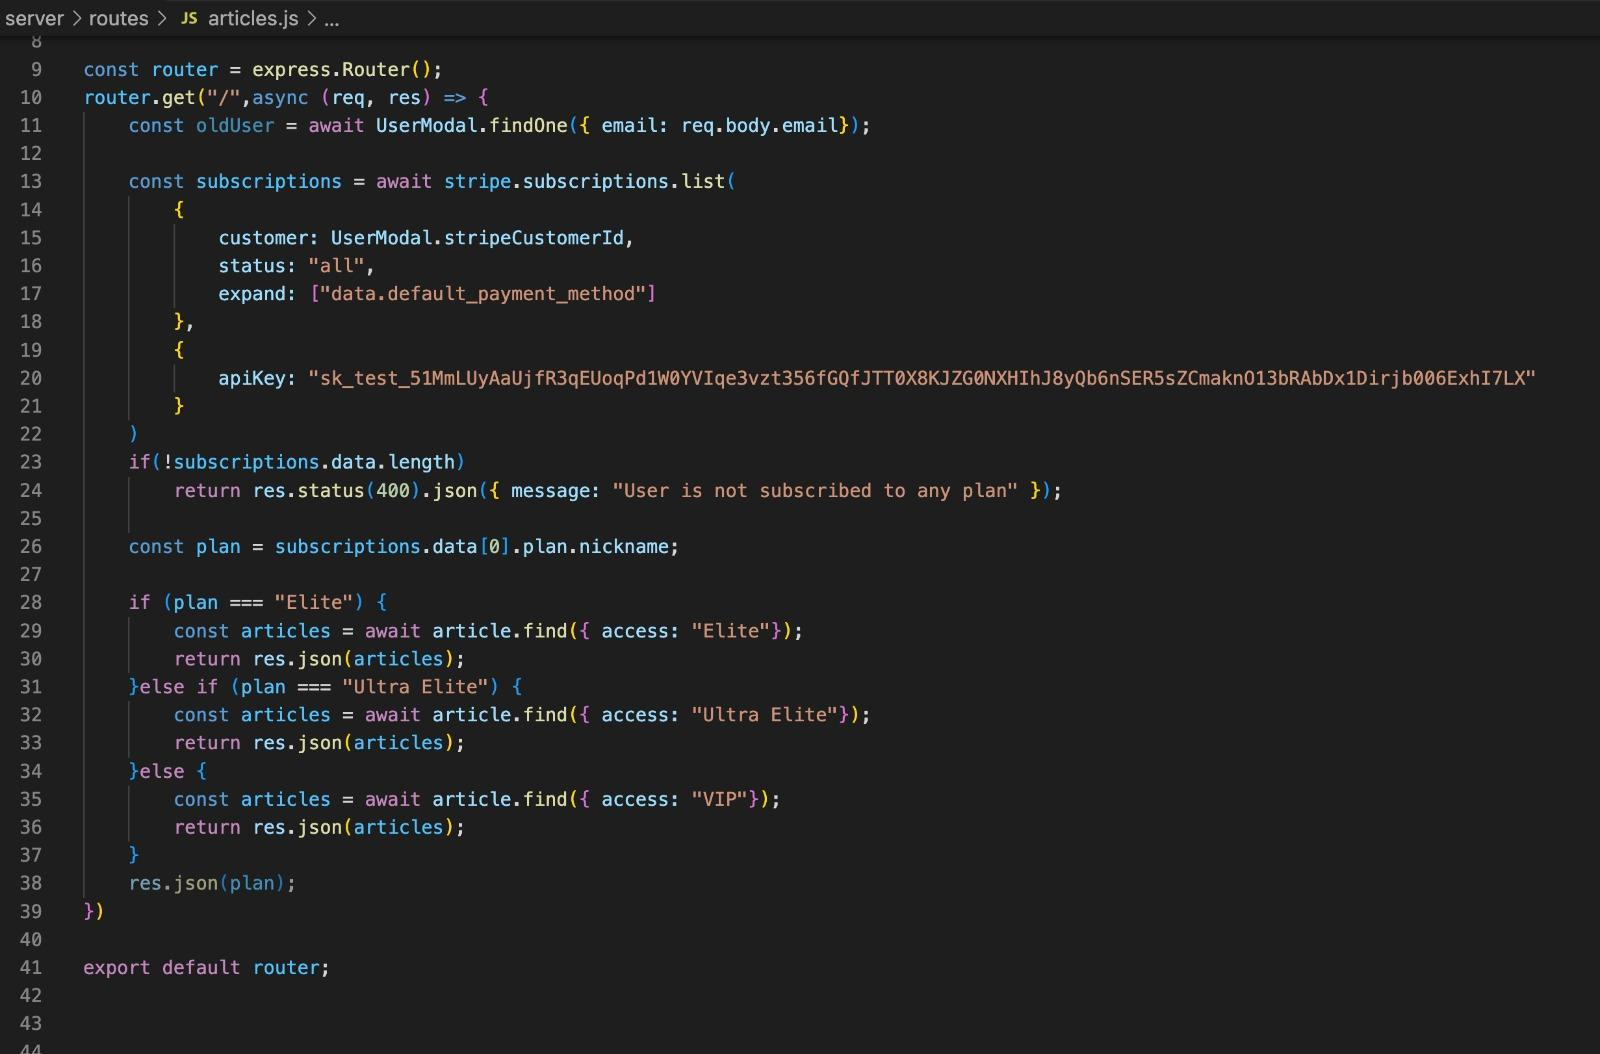 server > routes > JS articles.js > ...
8
9 const router = express.Router();
10 router.get("/",async (req, res) => {
11 const oldUser = await UserModal.findOne({ email: req.body.email});
12
13 const subscriptions = await stripe.subscriptions.list(
14 {
15 customer: UserModal.stripeCustomerId,
16 status: "all",
17 expand: ["data.default_payment_method"]
18 },
19 {
20 apiKey: "sk_test_51MmLUyAaUjfR3qEUoqPd1W0YVIqe3vzt356fGQfJTT0X8KJZG0NXHIhJ8yQb6nSER5sZCmaknO13bRAbDx1Dirjb006ExhI7LX"
21 }
22 )
23 if(!subscriptions.data.length)
24 return res.status(400).json({ message: "User is not subscribed to any plan" });
25
26 const plan = subscriptions.data[0].plan.nickname;
27
28 if (plan === "Elite") {
29 const articles = await article.find({ access: "Elite"});
30 return res.json(articles);
31 }else if (plan === "Ultra Elite") {
32 const articles = await article.find({ access: "Ultra Elite"});
33 return res.json(articles);
34 }else {
35 const articles = await article.find({ access: "VIP"});
36 return res.json(articles);
37 }
38 res.json(plan);
39 })
40
41 export default router;
42
43
44